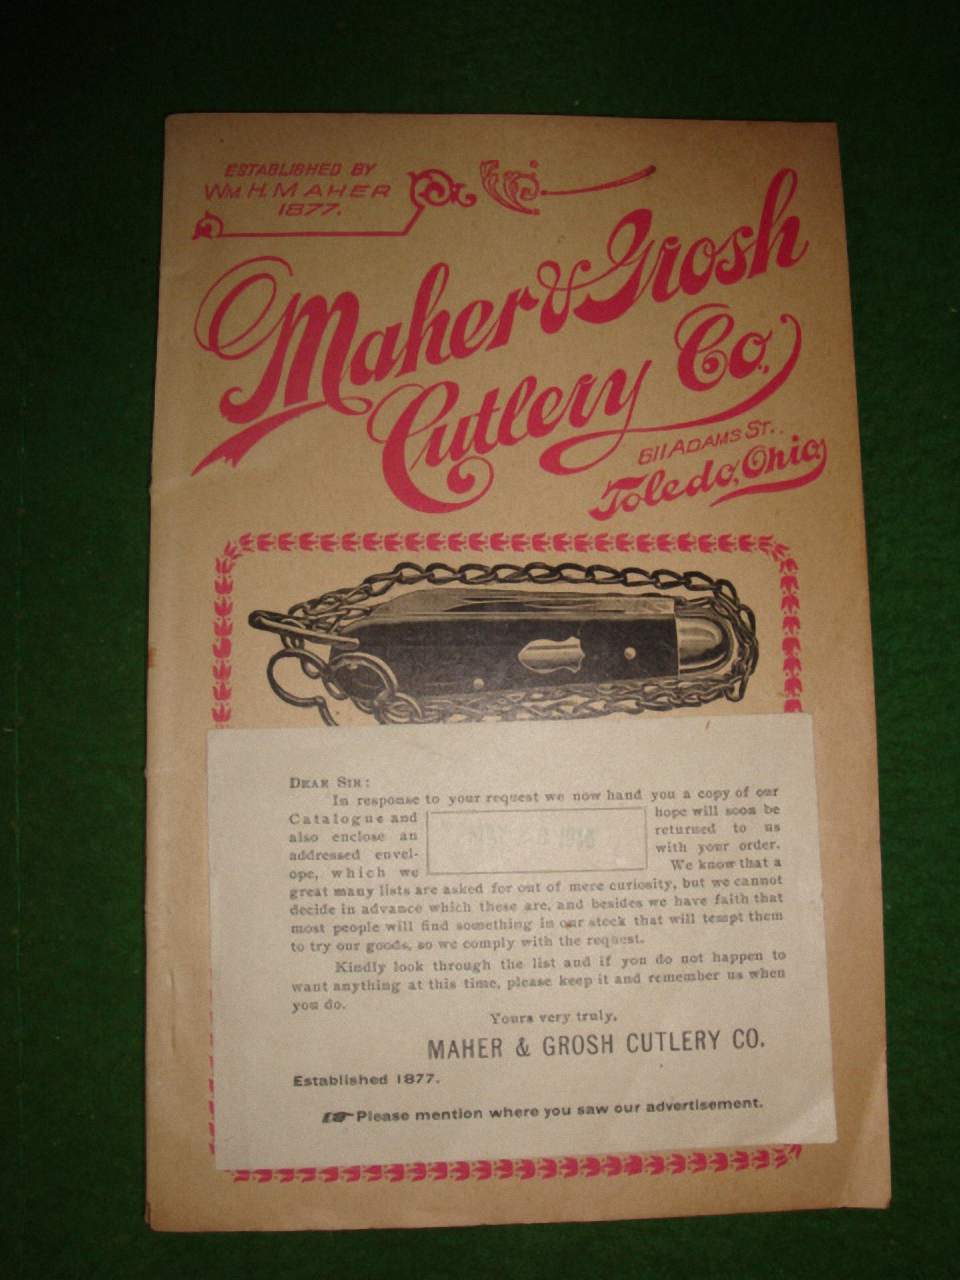 ESTABLISHED BY
WM. H. MAHER
1877.
Maher & Grosh
Cutlery Co.,
611 ADAMS ST.
Toledo, Ohio
DEAR SIR:
In response to your request we now hand you a copy of our
Catalogue and hope will soon be
also enclose an returned to us
addressed envel- with your order.
ope, which we We know that a
great many lists are asked for out of mere curiosity, but we cannot
decide in advance which these are, and besides we have faith that
most people will find something in our stock that will tempt them
to try our goods, so we comply with the request.
Kindly look through the list and if you do not happen to
want anything at this time, please keep it and remember us when
you do.
Yours very truly,
MAHER & GROSH CUTLERY CO.
Established 1877.
☞Please mention where you saw our advertisement.